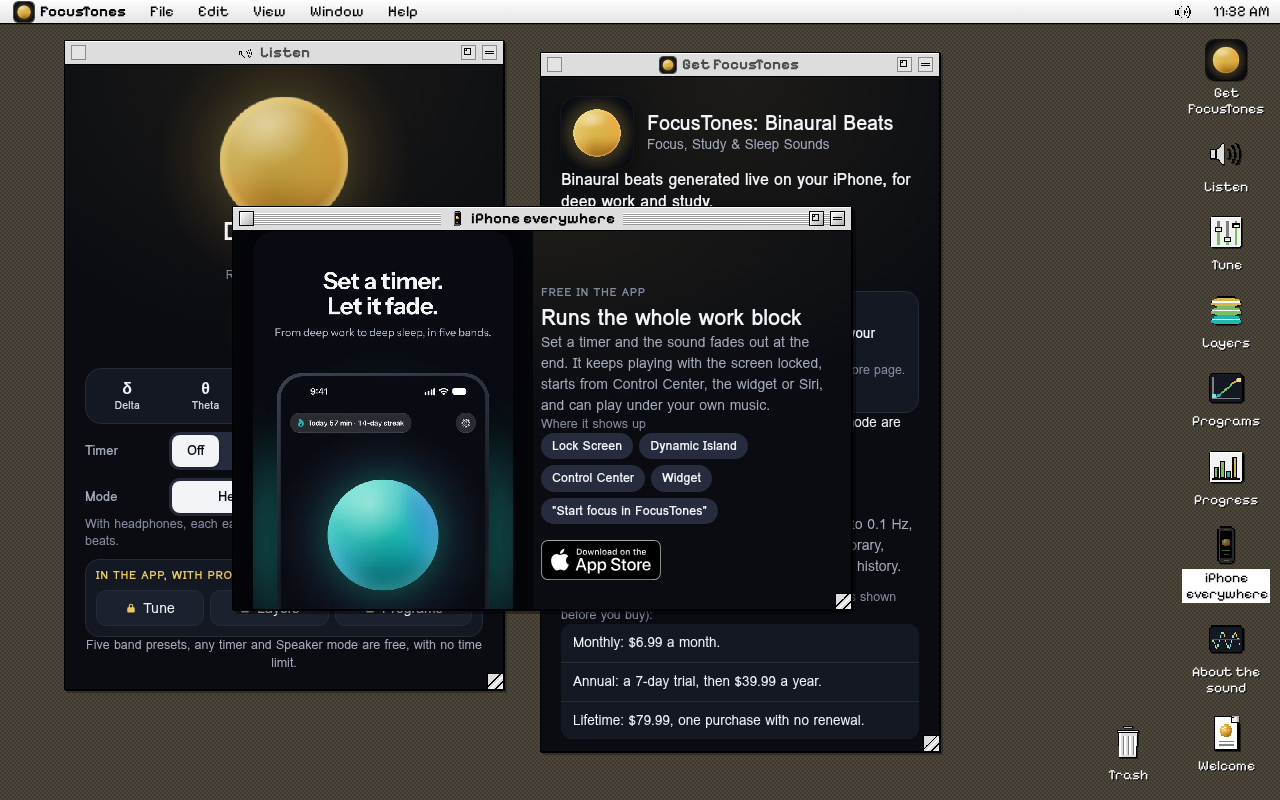 FocusTones File Edit View Window Help 11:32 AM
Listen
δ
Delta
θ
Theta
Timer
Off
Mode
With headphones, each
beats.
IN THE APP, WITH
Tune
Five band presets, any timer and Speaker mode are free, with no time
limit.
Get FocusTones
FocusTones: Binaural Beats
Focus, Study & Sleep Sounds
Binaural beats generated live on your iPhone, for
deep work and study.
page.
are
to 0.1 Hz,
history.
shown
before you buy):
Monthly: $6.99 a month.
Annual: a 7-day trial, then $39.99 a year.
Lifetime: $79.99, one purchase with no renewal.
iPhone everywhere
Set a timer.
Let it fade.
From deep work to deep sleep, in five bands.
9:41
Today 57 min · 14-day streak
FREE IN THE APP
Runs the whole work block
Set a timer and the sound fades out at the
end. It keeps playing with the screen locked,
starts from Control Center, the widget or Siri,
and can play under your own music.
Where it shows up
Lock Screen
Dynamic Island
Control Center
Widget
"Start focus in FocusTones"
Download on the
App Store
Get
FocusTones
Listen
Tune
Layers
Programs
Progress
iPhone
everywhere
About the
sound
Welcome
Trash